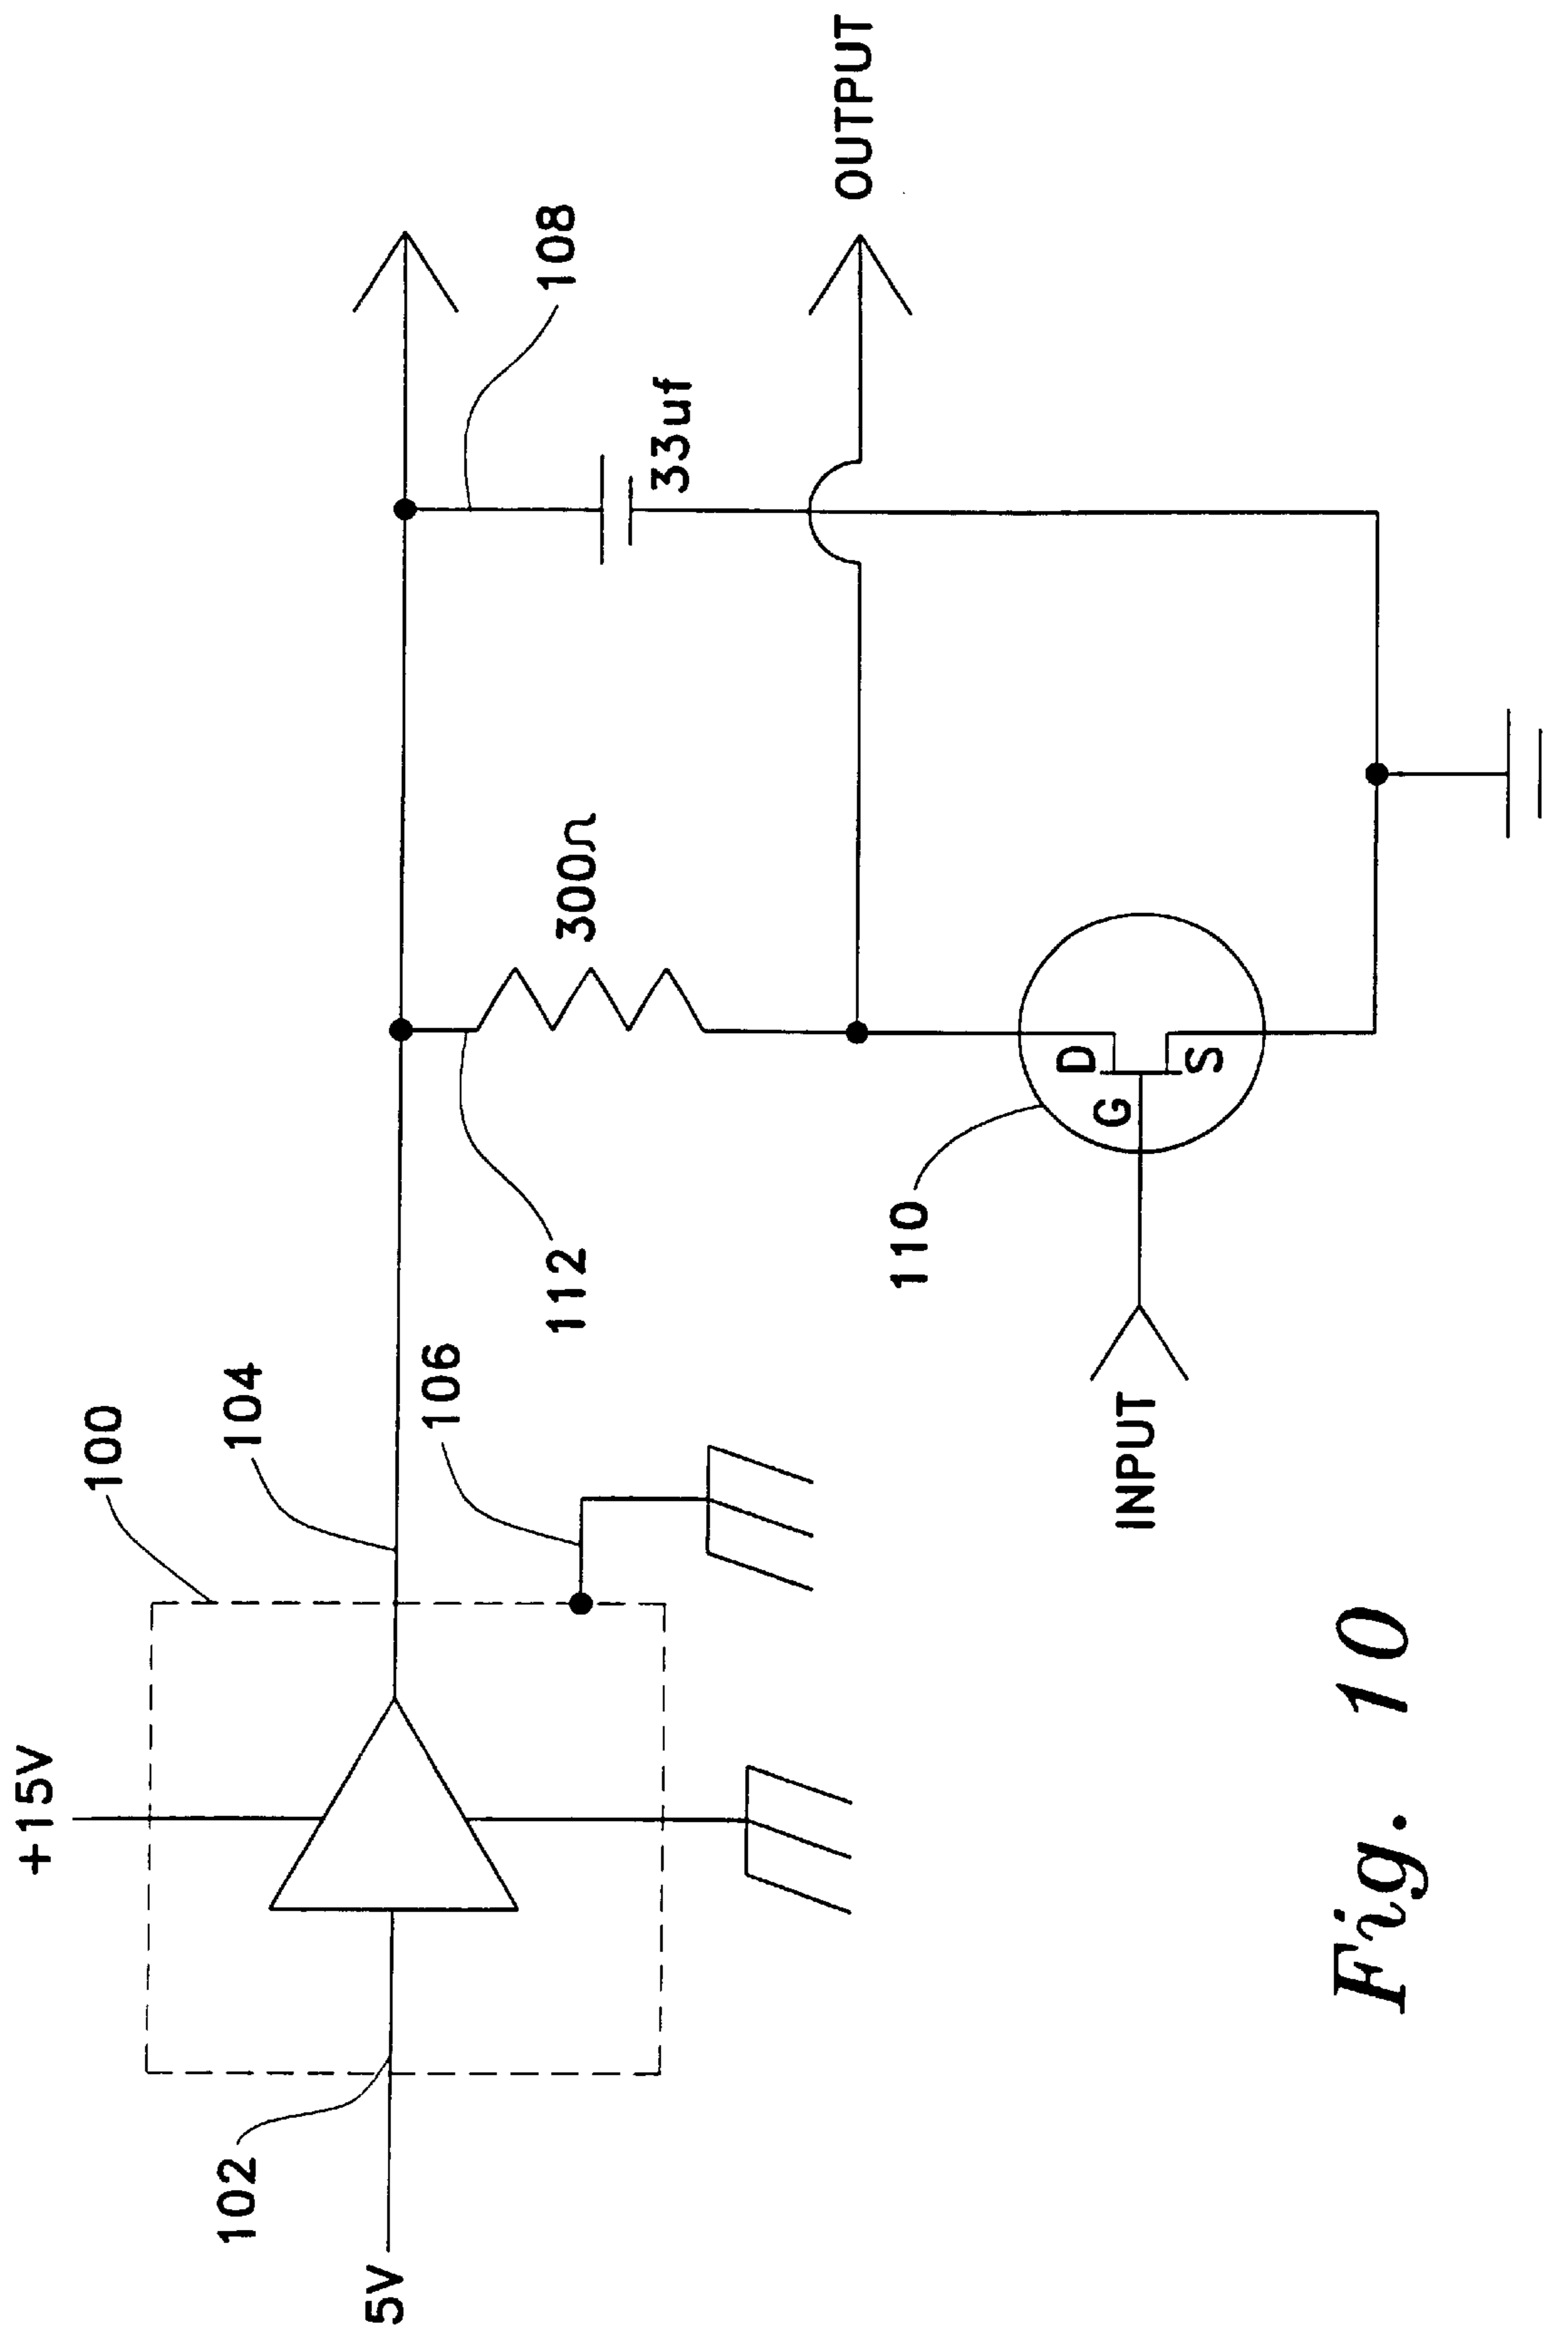 +15V
100
104
106
102
5V
112
300Ω
108
33uf
OUTPUT
110
D
G
S
INPUT
Fig. 10